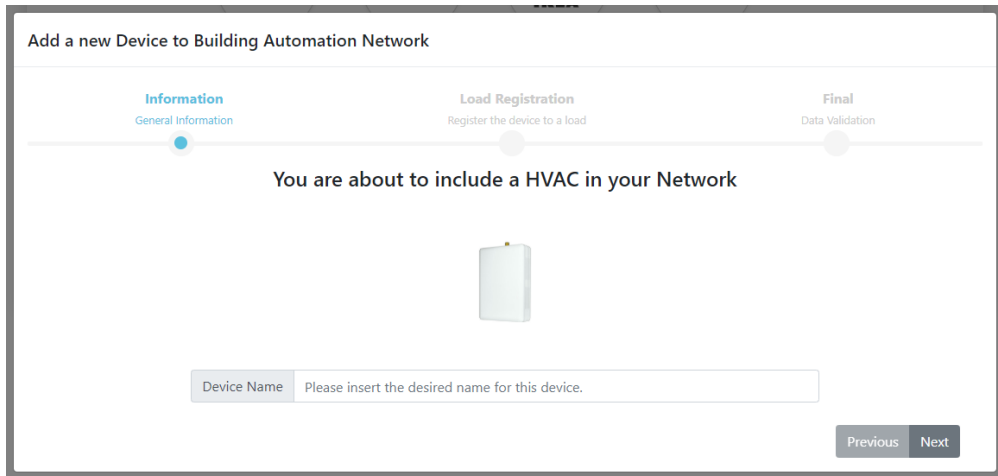 Add a new Device to Building Automation Network
Information
General Information
Load Registration
Register the device to a load
Final
Data Validation
You are about to include a HVAC in your Network
Device Name
Please insert the desired name for this device.
Previous
Next